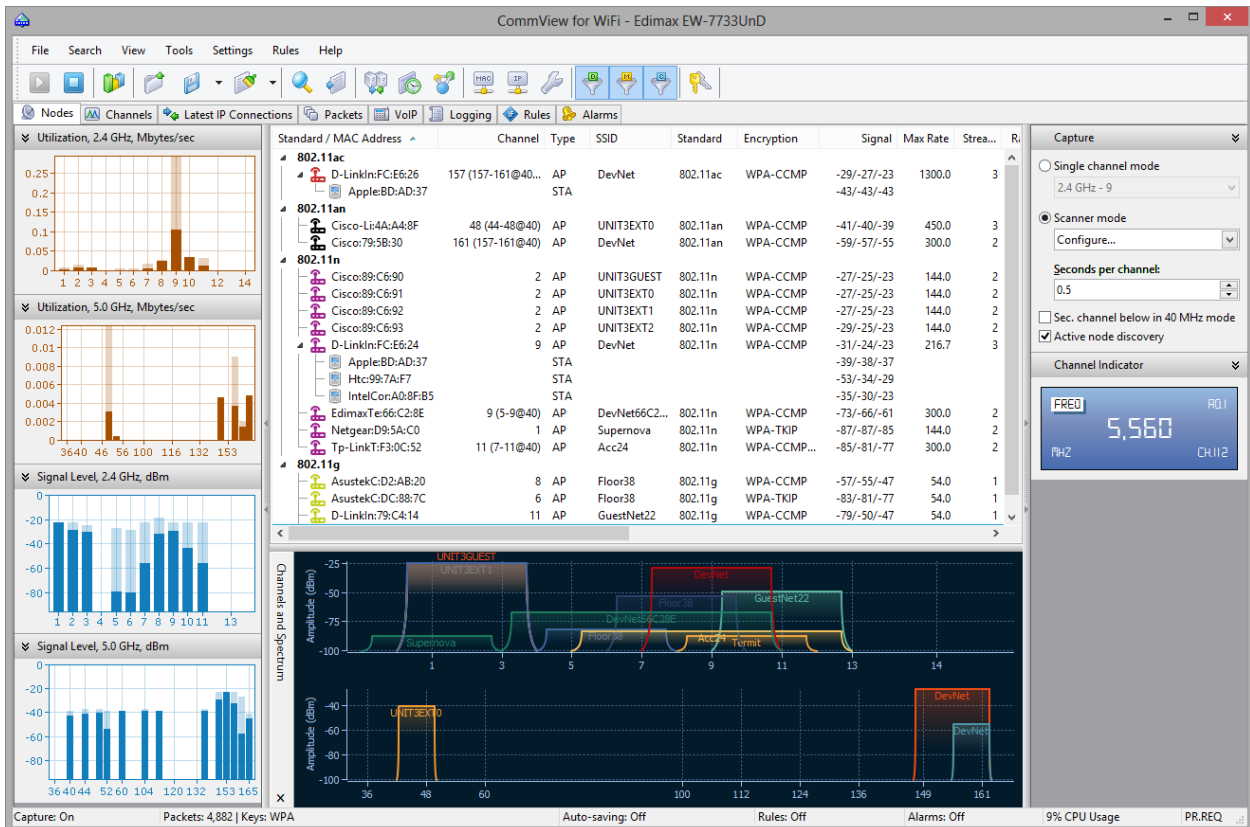 CommView for WiFi - Edimax EW-7733UnD
File Search View Tools Settings Rules Help
MAC IP D M C
Nodes Channels Latest IP Connections Packets VoIP Logging Rules Alarms
Utilization, 2.4 GHz, Mbytes/sec
0.25
0.2
0.15
0.1
0.05
0
1 2 3 4 5 6 7 8 9 10 12 14
Utilization, 5.0 GHz, Mbytes/sec
0.012
0.01
0.008
0.006
0.004
0.002
0
3640 46 56 100 116 132 153
Signal Level, 2.4 GHz, dBm
0
-20
-40
-60
-80
1 2 3 4 5 6 7 8 9 10 11 13
Signal Level, 5.0 GHz, dBm
0
-20
-40
-60
-80
36 40 44 52 60 104 120 132 153 165
Standard / MAC Address Channel Type SSID Standard Encryption Signal Max Rate Strea...
802.11ac
D-LinkIn:FC:E6:26 157 (157-161@40... AP DevNet 802.11ac WPA-CCMP -29/-27/-23 1300.0 3
Apple:BD:AD:37 STA -43/-43/-43
802.11an
Cisco-Li:4A:A4:8F 48 (44-48@40) AP UNIT3EXT0 802.11an WPA-CCMP -41/-40/-39 450.0 3
Cisco:79:5B:30 161 (157-161@40) AP DevNet 802.11an WPA-CCMP -59/-57/-55 300.0 2
802.11n
Cisco:89:C6:90 2 AP UNIT3GUEST 802.11n WPA-CCMP -27/-25/-23 144.0 2
Cisco:89:C6:91 2 AP UNIT3EXT0 802.11n WPA-CCMP -27/-25/-23 144.0 2
Cisco:89:C6:92 2 AP UNIT3EXT1 802.11n WPA-CCMP -27/-25/-23 144.0 2
Cisco:89:C6:93 2 AP UNIT3EXT2 802.11n WPA-CCMP -29/-25/-23 144.0 2
D-LinkIn:FC:E6:24 9 AP DevNet 802.11n WPA-CCMP -31/-24/-23 216.7 3
Apple:BD:AD:37 STA -39/-38/-37
Htc:99:7A:F7 STA -53/-34/-29
IntelCor:A0:8F:B5 STA -35/-30/-23
EdimaxTe:66:C2:8E 9 (5-9@40) AP DevNet66C2... 802.11n WPA-CCMP -73/-66/-61 300.0 2
Netgear:D9:5A:C0 1 AP Supernova 802.11n WPA-TKIP -87/-87/-85 144.0 2
Tp-LinkT:F3:0C:52 11 (7-11@40) AP Acc24 802.11n WPA-CCMP... -85/-81/-77 300.0 2
802.11g
AsustekC:D2:AB:20 8 AP Floor38 802.11g WPA-CCMP -57/-55/-47 54.0 1
AsustekC:DC:88:7C 6 AP Floor38 802.11g WPA-TKIP -83/-81/-77 54.0 1
D-LinkIn:79:C4:14 11 AP GuestNet22 802.11g WPA-CCMP -79/-50/-47 54.0 1
Channels and Spectrum
Amplitude (dBm)
-25
-50
-75
-100
UNIT3GUEST
UNIT3EXT1
DevNet
GuestNet22
Floor38
DevNet66C28E
Supernova
Floor38
Acc24
Termit
1 3 5 7 9 11 13 14
Amplitude (dBm)
-40
-60
-80
-100
UNIT3EXT0
DevNet
DevNet
36 48 60 100 112 124 136 149 161
Capture
Single channel mode
2.4 GHz - 9
Scanner mode
Configure...
Seconds per channel:
0.5
Sec. channel below in 40 MHz mode
Active node discovery
Channel Indicator
FREQ
5,560
MHZ CH.112
Capture: On Packets: 4,882 | Keys: WPA Auto-saving: Off Rules: Off Alarms: Off 9% CPU Usage PR.REQ